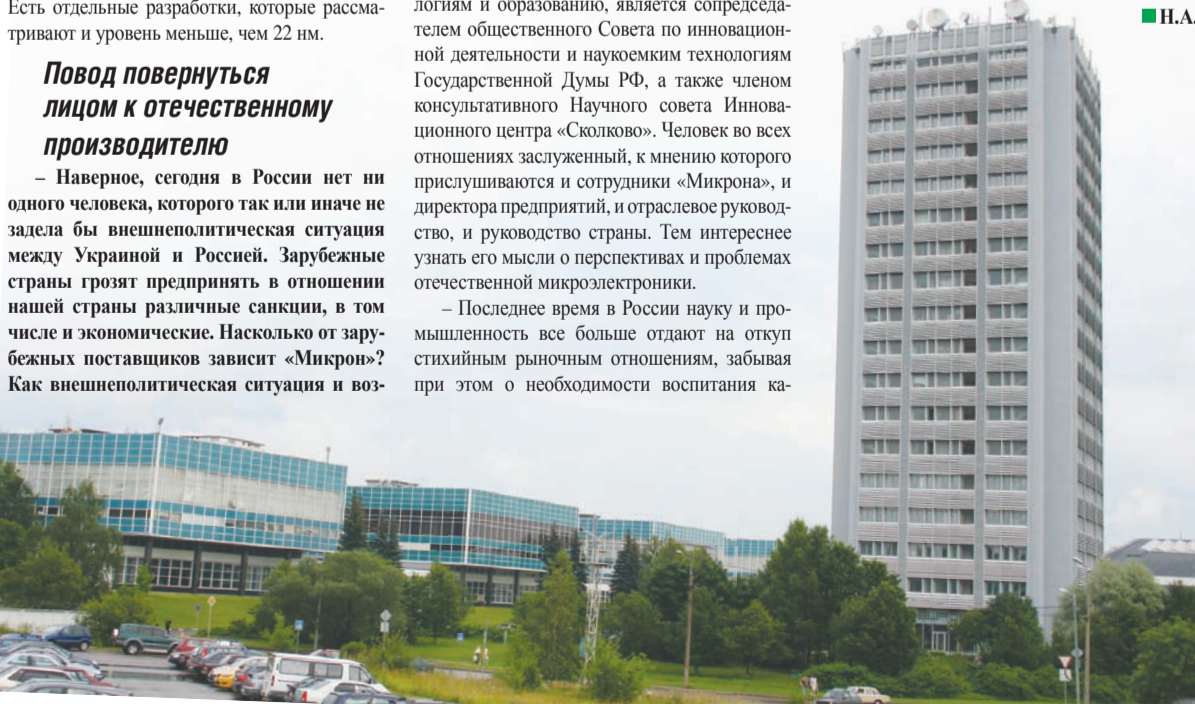 Есть отдельные разработки, которые рассма-
тривают и уровень меньше, чем 22 нм.
Повод повернуться
лицом к отечественному
производителю
– Наверное, сегодня в России нет ни
одного человека, которого так или иначе не
задела бы внешнеполитическая ситуация
между Украиной и Россией. Зарубежные
страны грозят предпринять в отношении
нашей страны различные санкции, в том
числе и экономические. Насколько от зару-
бежных поставщиков зависит «Микрон»?
Как внешнеполитическая ситуация и воз-
логиям и образованию, является сопредседа-
телем общественного Совета по инновацион-
ной деятельности и наукоемким технологиям
Государственной Думы РФ, а также членом
консультативного Научного совета Иннова-
ционного центра «Сколково». Человек во всех
отношениях заслуженный, к мнению которого
прислушиваются и сотрудники «Микрона», и
директора предприятий, и отраслевое руковод-
ство, и руководство страны. Тем интереснее
узнать его мысли о перспективах и проблемах
отечественной микроэлектроники.
– Последнее время в России науку и про-
мышленность все больше отдают на откуп
стихийным рыночным отношениям, забывая
при этом о необходимости воспитания ка-
Н.А.